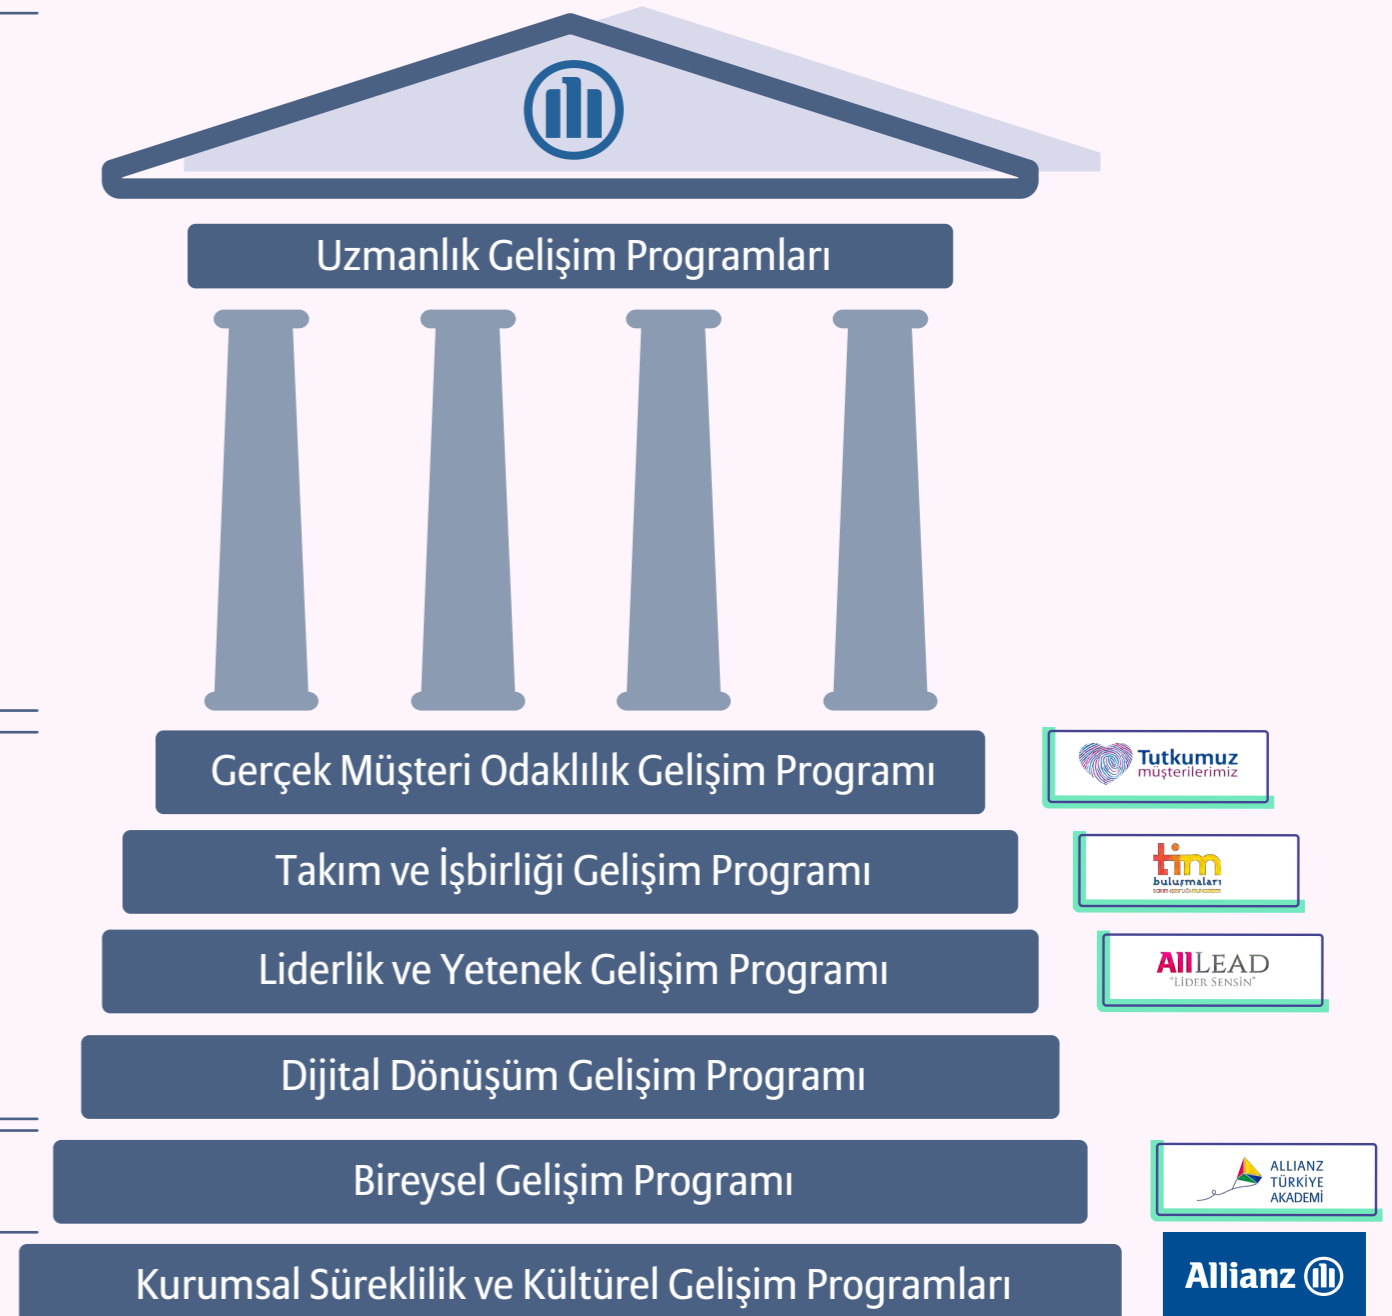 Uzmanlık Gelişim Programları
Gerçek Müşteri Odaklılık Gelişim Programı
Tutkumuz
müşterilerimiz
Takım ve İşbirliği Gelişim Programı
tim
buluşmaları
Liderlik ve Yetenek Gelişim Programı
AllLEAD
"LİDER SENSİN"
Dijital Dönüşüm Gelişim Programı
Bireysel Gelişim Programı
ALLIANZ
TÜRKİYE
AKADEMİ
Kurumsal Süreklilik ve Kültürel Gelişim Programları
Allianz